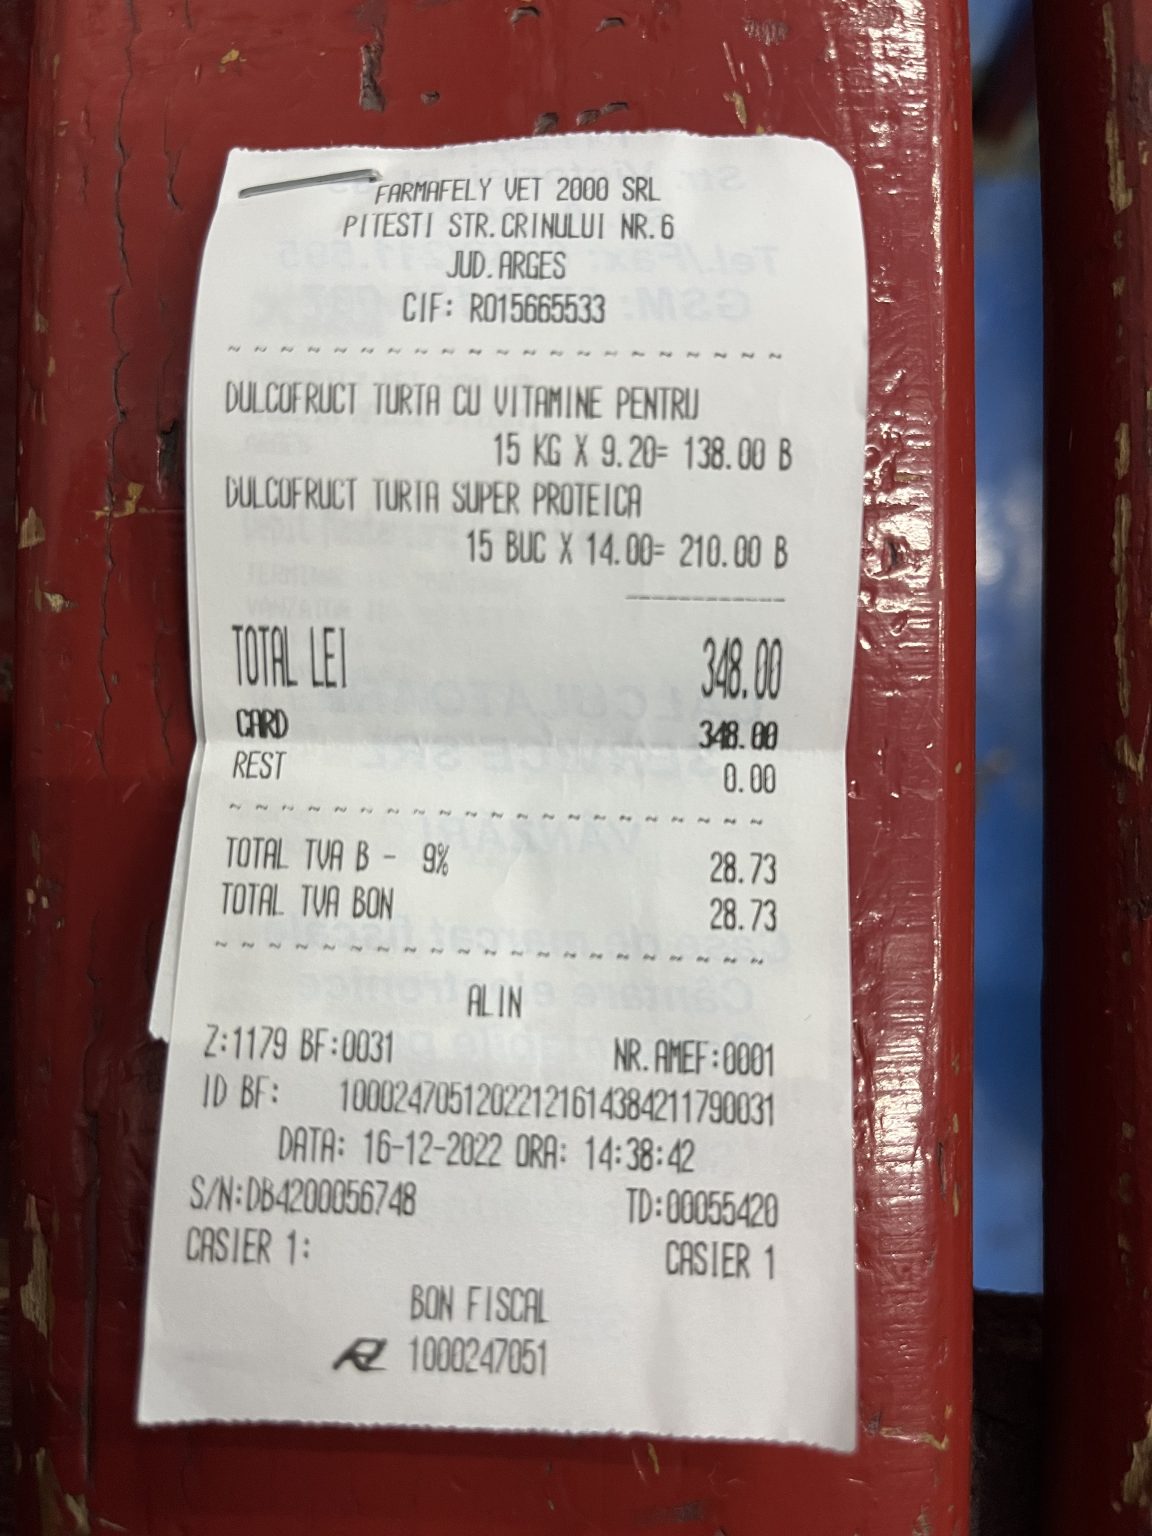 FARMAFELY VET 2000 SRL
PITESTI STR.CRINULUI NR.6
JUD.ARGES
CIF: RO15665533
~ ~ ~ ~ ~ ~ ~ ~ ~ ~ ~ ~ ~ ~ ~ ~ ~ ~ ~ ~ ~
DULCOFRUCT TURTA CU VITAMINE PENTRU
15 KG X 9.20= 138.00 B
DULCOFRUCT TURTA SUPER PROTEICA
15 BUC X 14.00= 210.00 B
------------
TOTAL LEI 348.00
CARD 348.00
REST 0.00
~ ~ ~ ~ ~ ~ ~ ~ ~ ~ ~ ~ ~ ~ ~ ~ ~ ~ ~ ~ ~
TOTAL TVA B - 9% 28.73
TOTAL TVA BON 28.73
~ ~ ~ ~ ~ ~ ~ ~ ~ ~ ~ ~ ~ ~ ~ ~ ~ ~ ~ ~ ~
ALIN
Z:1179 BF:0031 NR.AMEF:0001
ID BF: 10002470512022121614384211790031
DATA: 16-12-2022 ORA: 14:38:42
S/N:DB4200056748 TD:00055420
CASIER 1: CASIER 1
BON FISCAL
1000247051